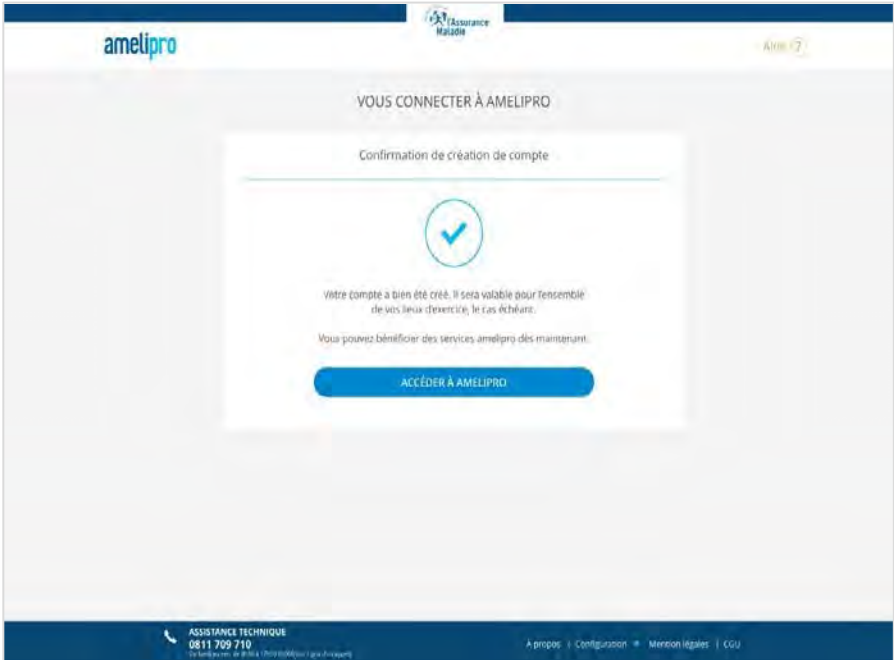 l'Assurance
Maladie
amelipro
Aide ?
VOUS CONNECTER À AMELIPRO
Confirmation de création de compte
Votre compte a bien été créé. Il sera valable pour l'ensemble
de vos lieux d'exercice, le cas échéant.
Vous pouvez bénéficier des services amelipro dès maintenant.
ACCÉDER À AMELIPRO
ASSISTANCE TECHNIQUE
0811 709 710
A propos | Configuration Mention légales | CGU